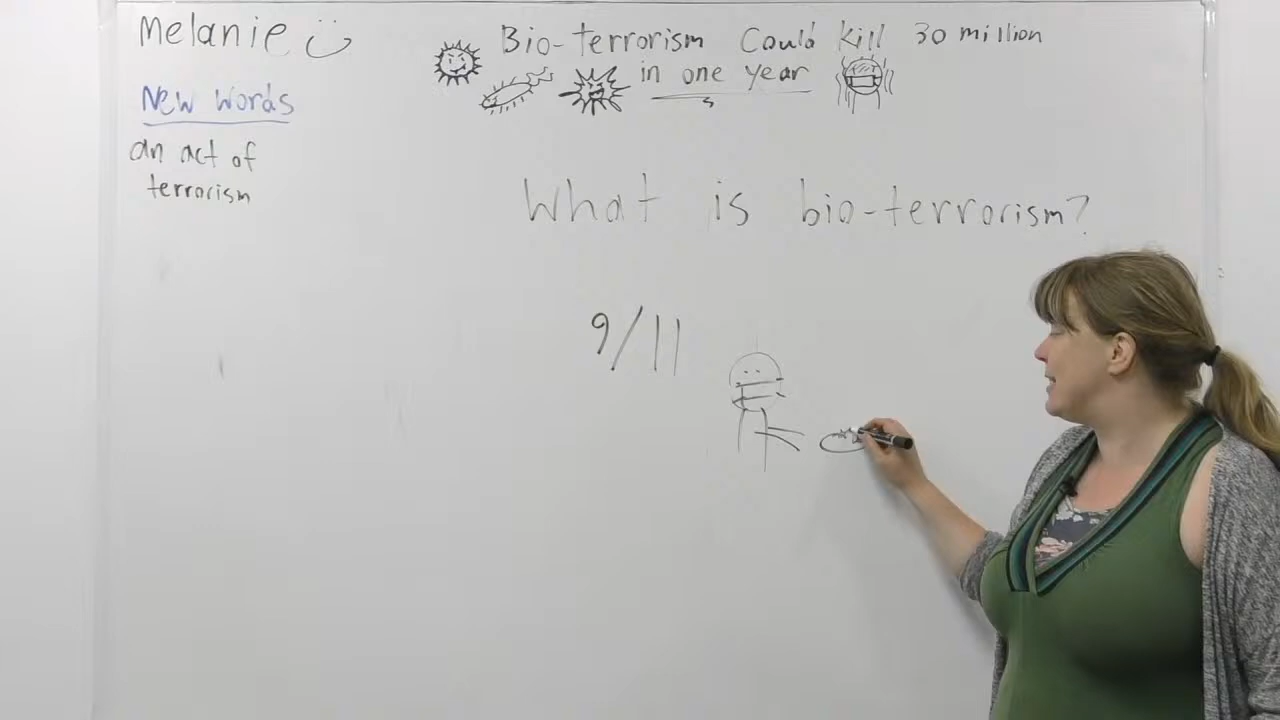 Melanie
New words
an act of
terrorism
Bio-terrorism Could kill 30 million
in one year
What is bio-terrorism?
9/11